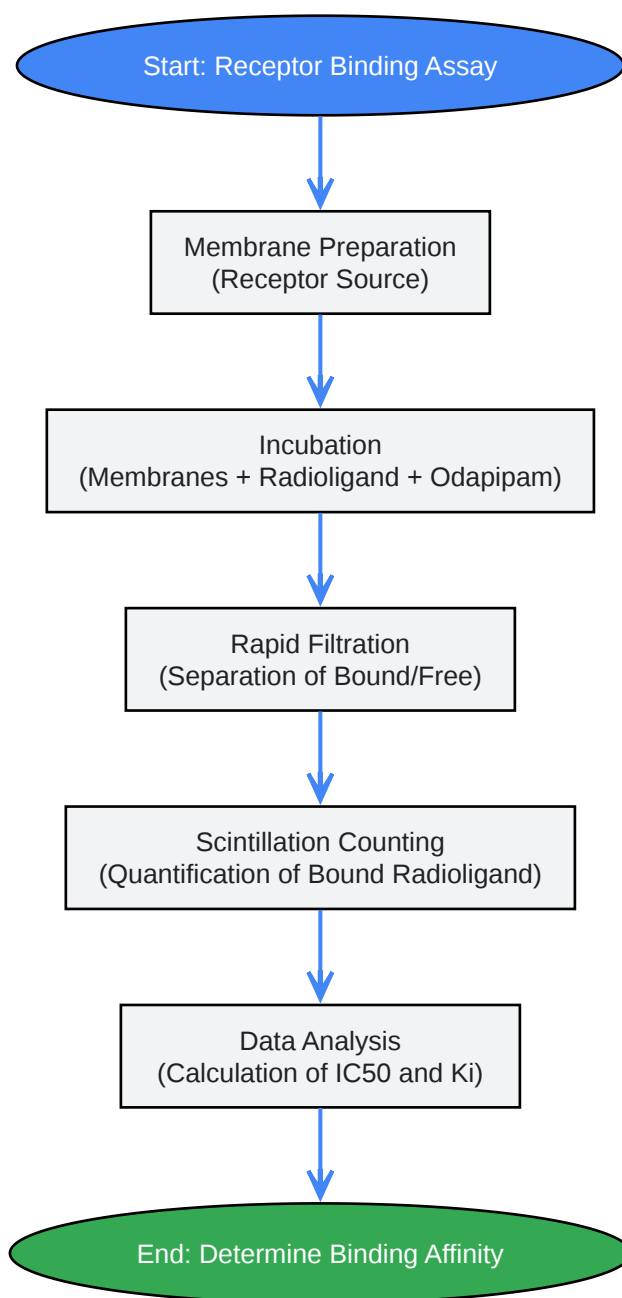 Start: Receptor Binding Assay
Membrane Preparation
(Receptor Source)
Incubation
(Membranes + Radioligand + Odapipam)
Rapid Filtration
(Separation of Bound/Free)
Scintillation Counting
(Quantification of Bound Radioligand)
Data Analysis
(Calculation of IC50 and Ki)
End: Determine Binding Affinity